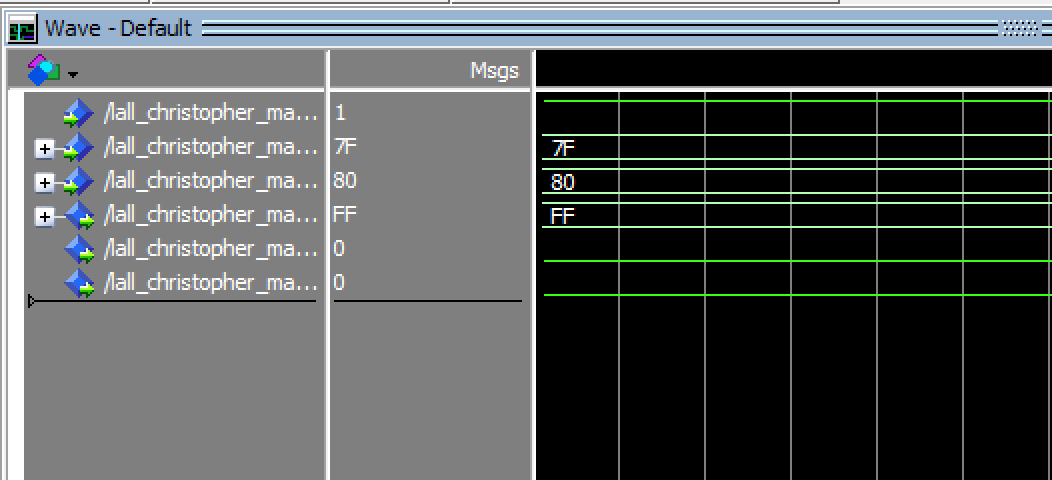 Wave - Default
Msgs
/lall_christopher_ma... 1
/lall_christopher_ma... 7F 7F
/lall_christopher_ma... 80 80
/lall_christopher_ma... FF FF
/lall_christopher_ma... 0
/lall_christopher_ma... 0